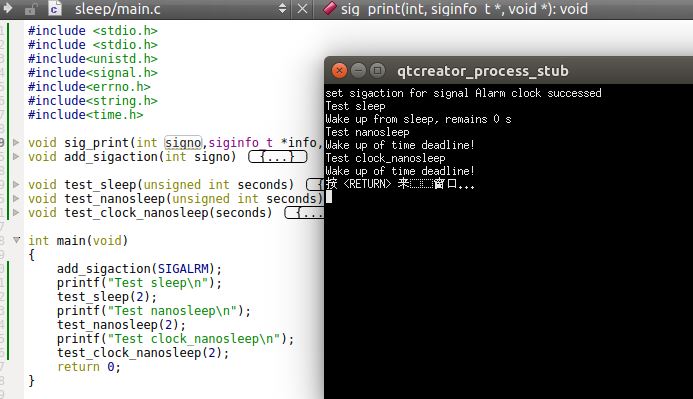 sleep/main.c
sig_print(int, siginfo_t *, void *): void
#include <stdio.h>
#include <stdio.h>
#include<unistd.h>
#include<signal.h>
#include<errno.h>
#include<string.h>
#include<time.h>
void sig_print(int signo,siginfo_t *info,
void add_sigaction(int signo) {...}
void test_sleep(unsigned int seconds) {
void test_nanosleep(unsigned int seconds)
void test_clock_nanosleep(seconds) {...
int main(void)
{
add_sigaction(SIGALRM);
printf("Test sleep\n");
test_sleep(2);
printf("Test nanosleep\n");
test_nanosleep(2);
printf("Test clock_nanosleep\n");
test_clock_nanosleep(2);
return 0;
}
qtcreator_process_stub
set sigaction for signal Alarm clock successed
Test sleep
Wake up from sleep, remains 0 s
Test nanosleep
Wake up of time deadline!
Test clock_nanosleep
Wake up of time deadline!
按 <RETURN> 来窗口...